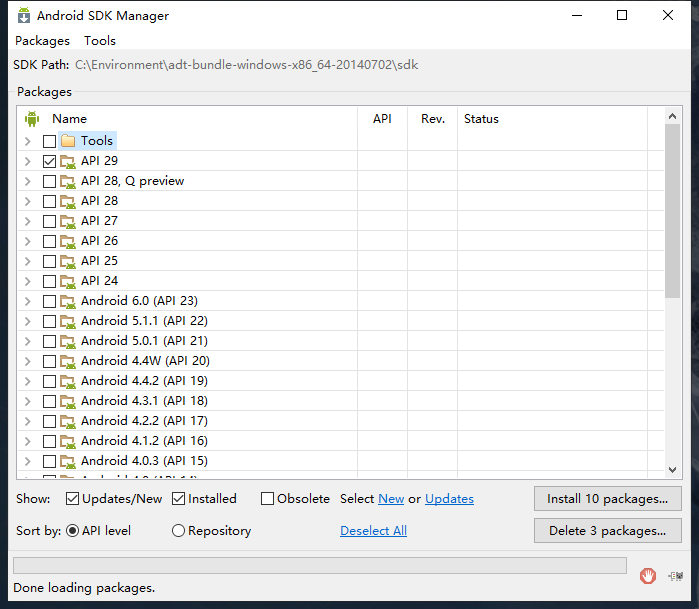 Android SDK Manager
Packages Tools
SDK Path: C:\Environment\adt-bundle-windows-x86_64-20140702\sdk
Packages
Name API Rev. Status
Tools
API 29
API 28, Q preview
API 28
API 27
API 26
API 25
API 24
Android 6.0 (API 23)
Android 5.1.1 (API 22)
Android 5.0.1 (API 21)
Android 4.4W (API 20)
Android 4.4.2 (API 19)
Android 4.3.1 (API 18)
Android 4.2.2 (API 17)
Android 4.1.2 (API 16)
Android 4.0.3 (API 15)
Show: Updates/New Installed Obsolete Select New or Updates Install 10 packages...
Sort by: API level Repository Deselect All Delete 3 packages...
Done loading packages.